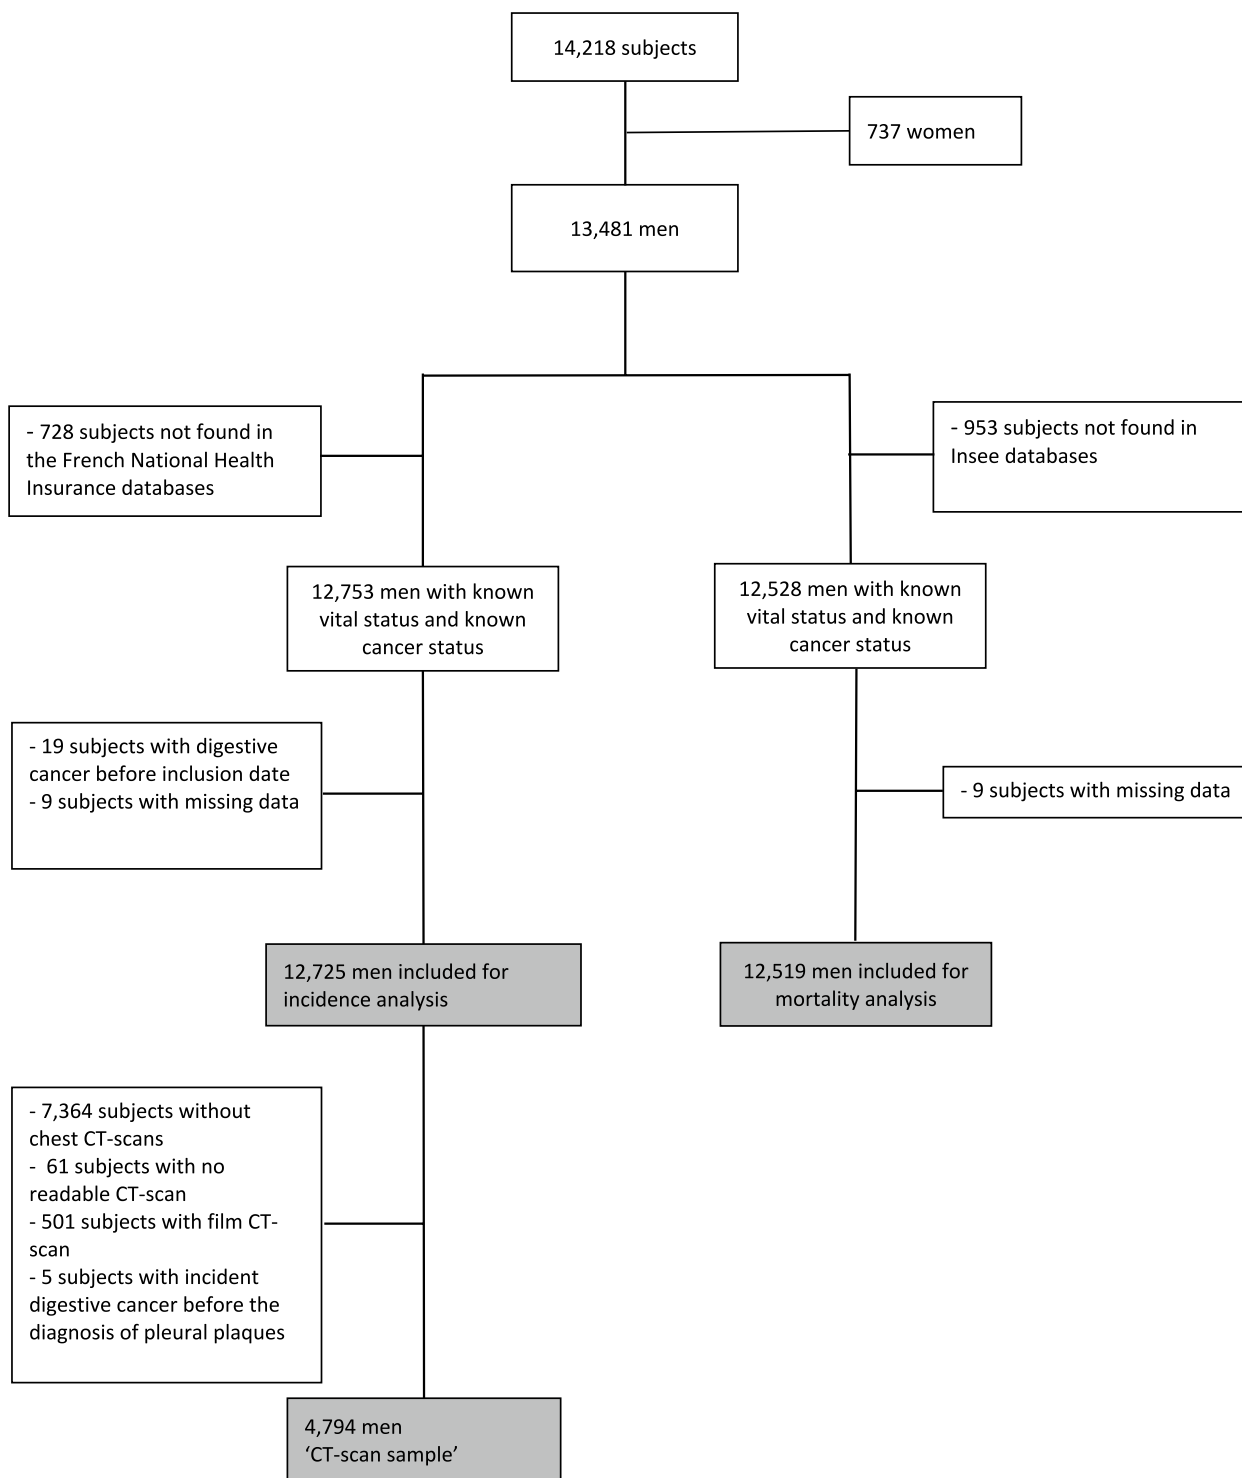 14,218 subjects
737 women
13,481 men
- 728 subjects not found in
the French National Health
Insurance databases
- 953 subjects not found in
Insee databases
12,753 men with known
vital status and known
cancer status
12,528 men with known
vital status and known
cancer status
- 19 subjects with digestive
cancer before inclusion date
- 9 subjects with missing data
- 9 subjects with missing data
12,725 men included for
incidence analysis
12,519 men included for
mortality analysis
- 7,364 subjects without
chest CT-scans
-  61 subjects with no
readable CT-scan
- 501 subjects with film CT-
scan
- 5 subjects with incident
digestive cancer before the
diagnosis of pleural plaques
4,794 men
‘CT-scan sample’